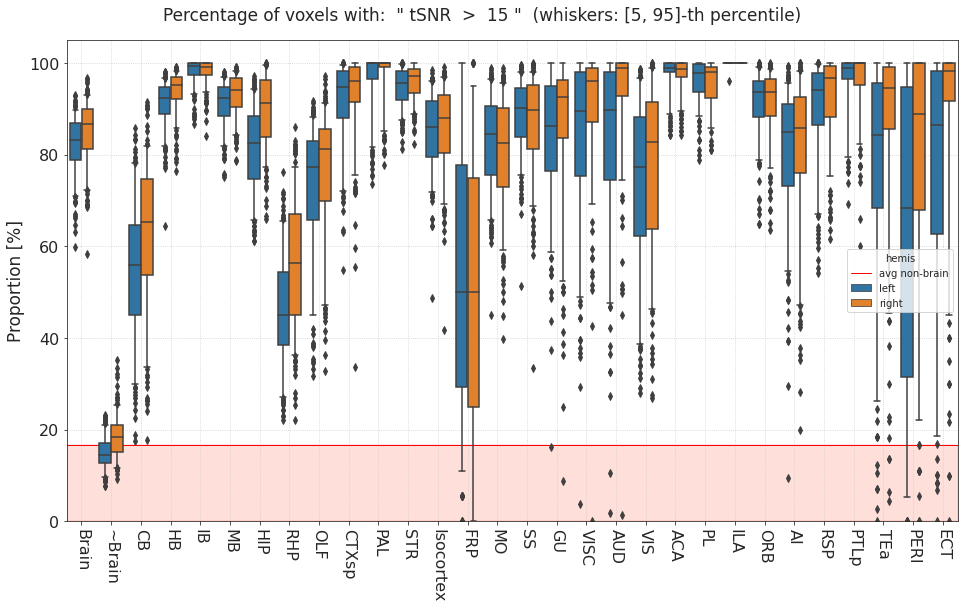 Percentage of voxels with:  " tSNR  >  15 "  (whiskers: [5, 95]-th percentile)
Proportion [%]
100
80
60
40
20
0
hemis
avg non-brain
left
right
Brain
~Brain
CB
HB
IB
MB
HIP
RHP
OLF
CTXsp
PAL
STR
Isocortex
FRP
MO
SS
GU
VISC
AUD
VIS
ACA
PL
ILA
ORB
AI
RSP
PTLp
TEa
PERI
ECT